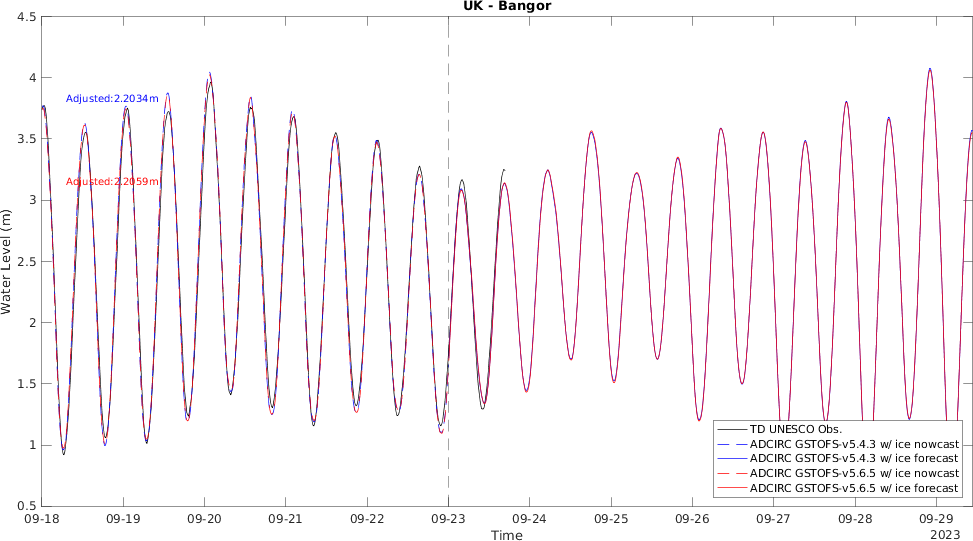 UK - Bangor
4.5
4
3.5
3
2.5
2
1.5
1
0.5
Water Level (m)
Adjusted:2.2034m
Adjusted:2.2059m
TD UNESCO Obs.
ADCIRC GSTOFS-v5.4.3 w/ ice nowcast
ADCIRC GSTOFS-v5.4.3 w/ ice forecast
ADCIRC GSTOFS-v5.6.5 w/ ice nowcast
ADCIRC GSTOFS-v5.6.5 w/ ice forecast
09-18 09-19 09-20 09-21 09-22 09-23 09-24 09-25 09-26 09-27 09-28 09-29
Time
2023